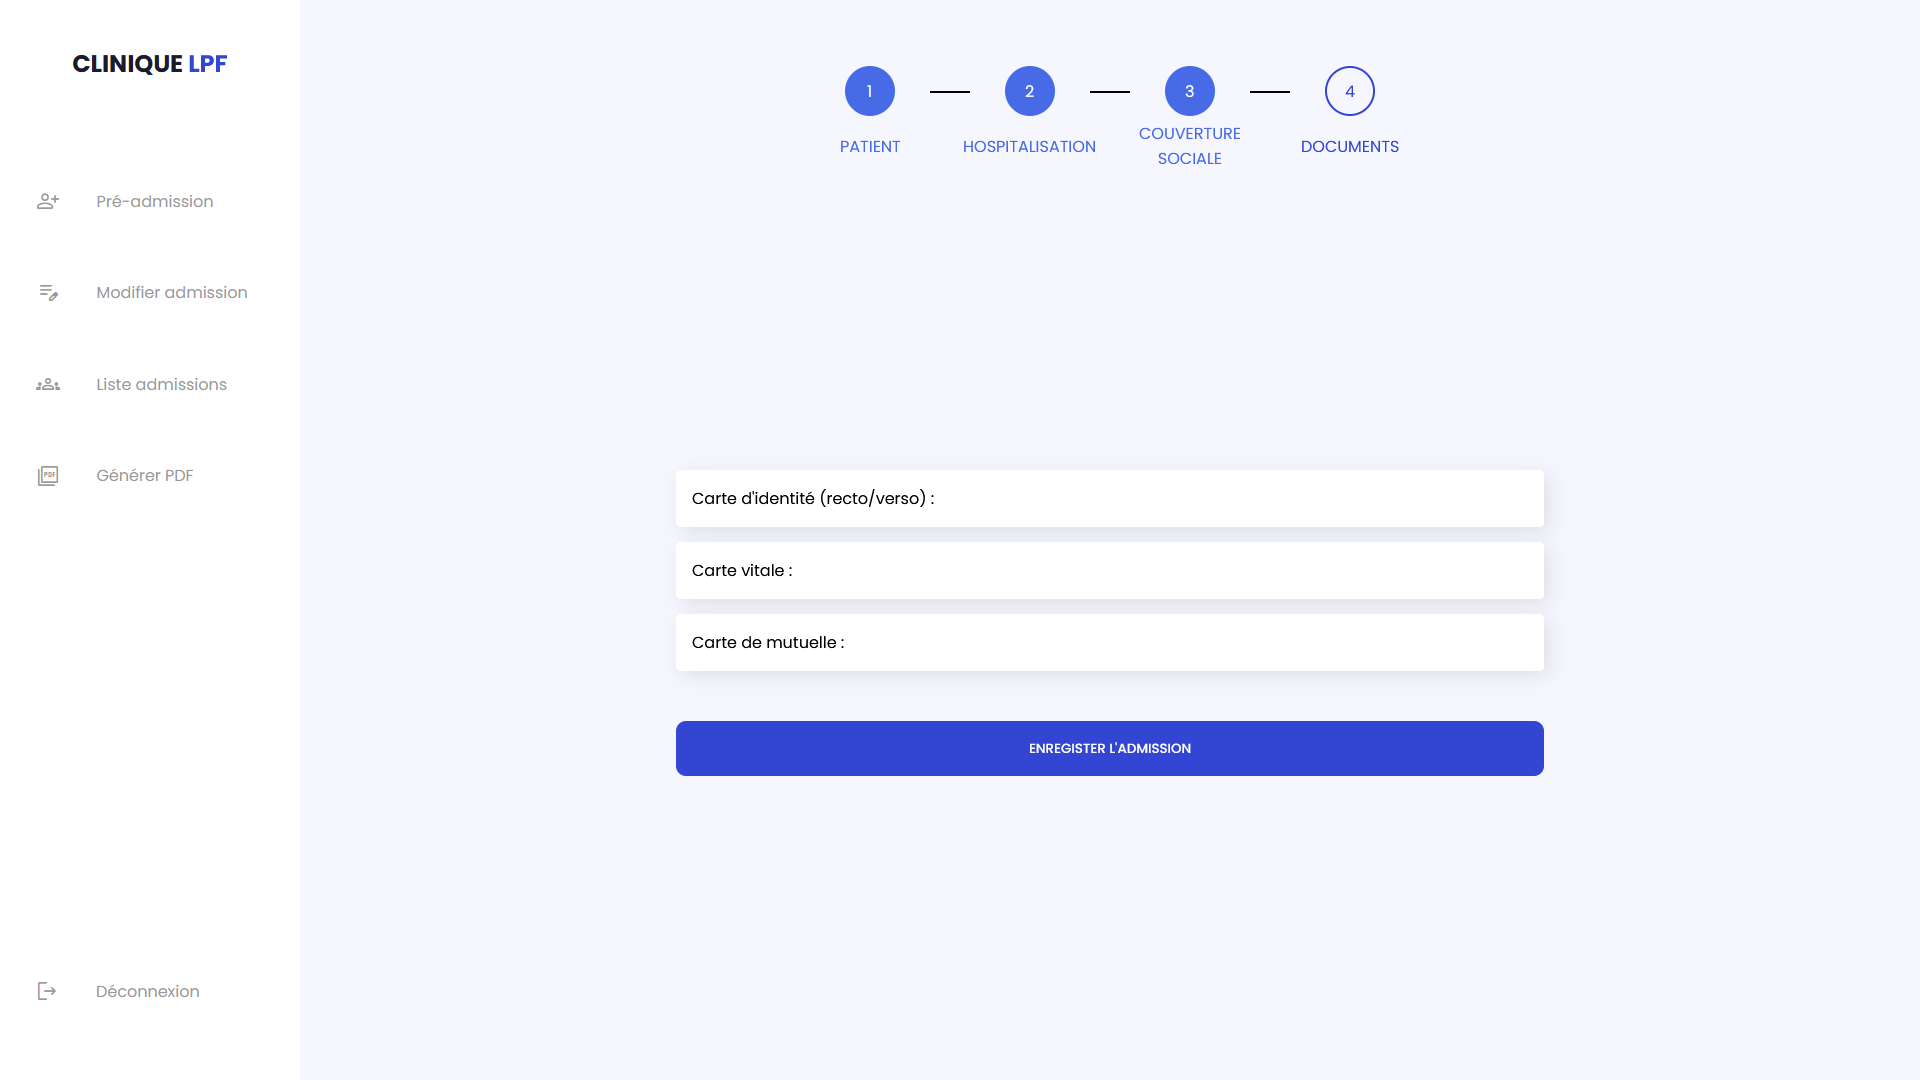 CLINIQUE LPF
Pré-admission
Modifier admission
Liste admissions
PDF
Générer PDF
Déconnexion
1
2
3
4
PATIENT
HOSPITALISATION
COUVERTURE
SOCIALE
DOCUMENTS
Carte d'identité (recto/verso) :
Carte vitale :
Carte de mutuelle :
ENREGISTER L'ADMISSION